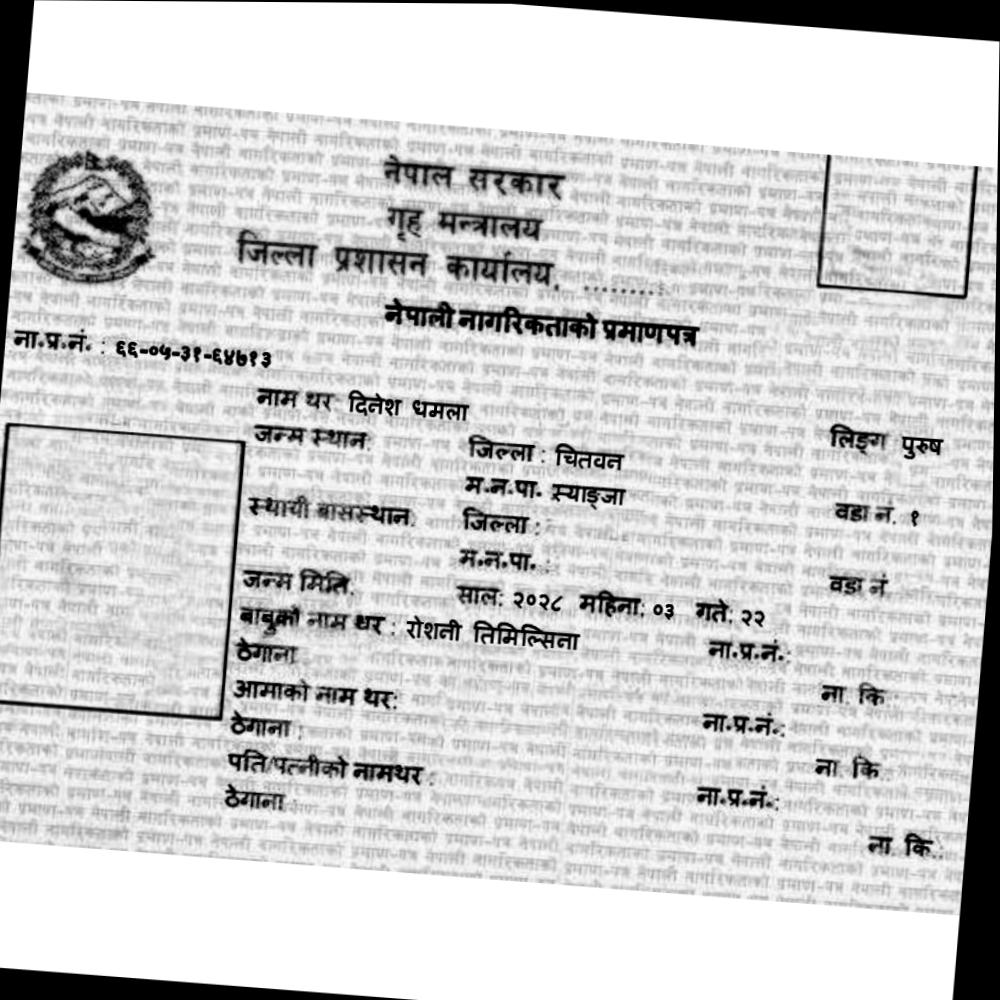 नेपाल सरकार
गृह मन्त्रालय
जिल्ला प्रशासन कार्यालय, .........
नेपाली नागरिकताको प्रमाणपत्र
ना.प्र.नं. : ६६-०५-३१-६४७१३
नाम थर दिनेश धमला लिङ्ग पुरुष
जन्म स्थान: जिल्ला : चितवन
म.न.पा. स्याङ्जा वडा नं. १
स्थायी बासस्थान: जिल्ला :
म.न.पा. : वडा नं
जन्म मिति: साल: २०२८ महिना: ०३ गते: २२
बाबुको नाम थर : रोशनी तिमिल्सिना ना.प्र.नं.:
ठेगाना ना. कि :
आमाको नाम थर: ना.प्र.नं.:
ठेगाना : ना. कि :
पति/पत्नीको नामथर : ना.प्र.नं.:
ठेगाना : ना. कि.: